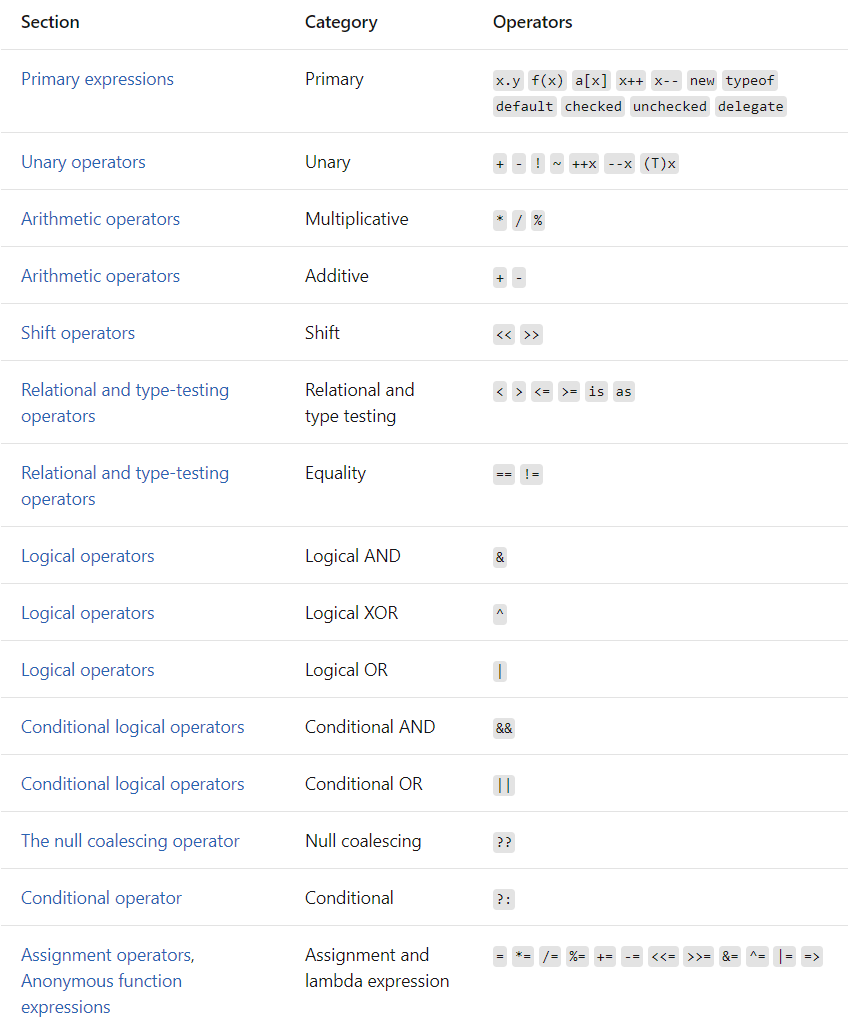 Section Category Operators
Primary expressions Primary x.y f(x) a[x] x++ x-- new typeof
default checked unchecked delegate
Unary operators Unary + - ! ~ ++x --x (T)x
Arithmetic operators Multiplicative * / %
Arithmetic operators Additive + -
Shift operators Shift << >>
Relational and type-testing Relational and < > <= >= is as
operators type testing
Relational and type-testing Equality == !=
operators
Logical operators Logical AND &
Logical operators Logical XOR ^
Logical operators Logical OR |
Conditional logical operators Conditional AND &&
Conditional logical operators Conditional OR ||
The null coalescing operator Null coalescing ??
Conditional operator Conditional ?:
Assignment operators, Assignment and = *= /= %= += -= <<= >>= &= ^= |= =>
Anonymous function lambda expression
expressions